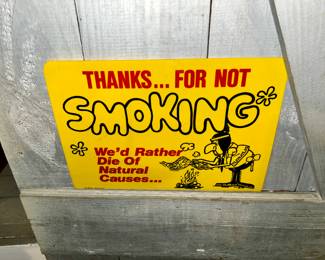 THANKS... FOR NOT
SMOKING*
* We'd Rather
Die Of
Natural
Causes...